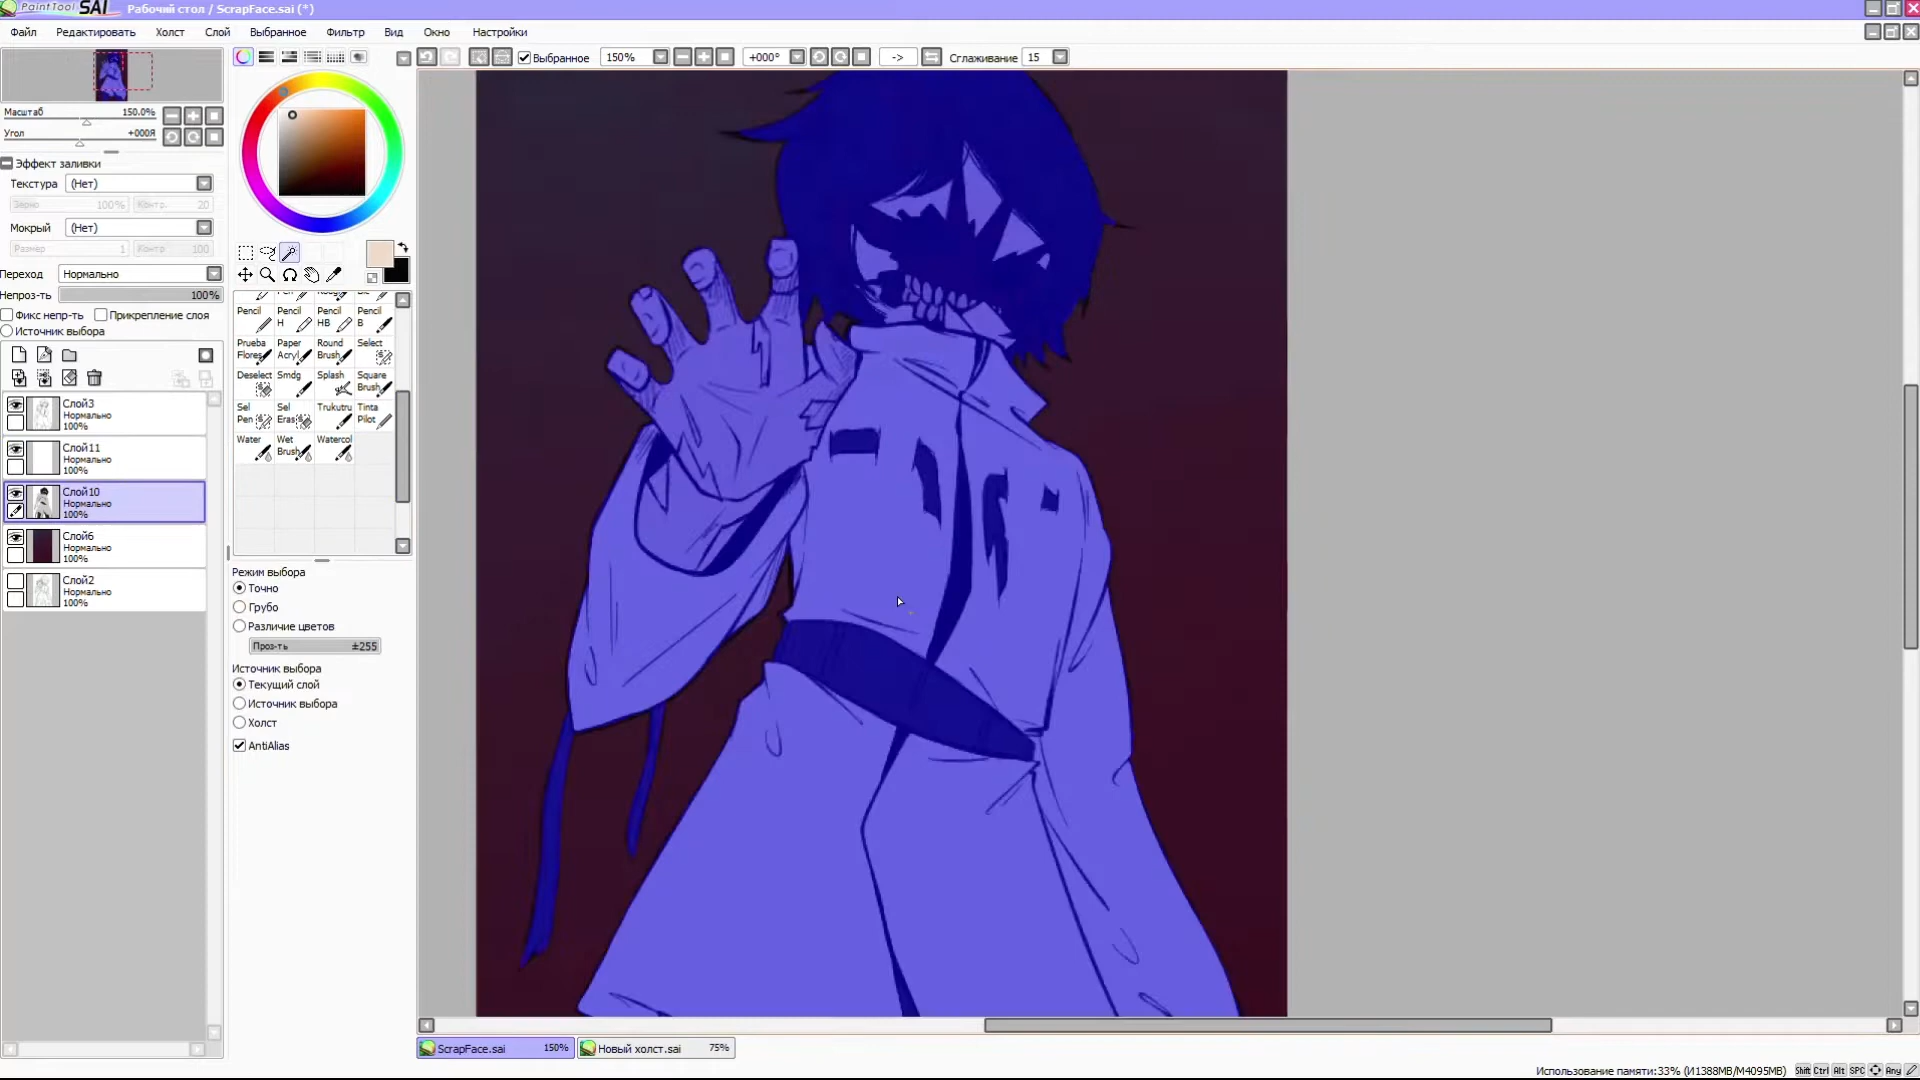 PaintTool SAI Рабочий стол / ScrapFace.sai (*)
Файл Редактировать Холст Слой Выбранное Фильтр Вид Окно Настройки
Выбранное 150% +000° -> Сглаживание 15
Масштаб 150.0%
Угол +000Я
Эффект заливки
Текстура (Нет)
Зерно 100% Контр. 20
Мокрый (Нет)
Размер 1 Контр 100
Переход Нормально
Непроз-ть 100%
Фикс непр-ть Прикрепление слоя
Источник выбора
Слой3
Нормально
100%
Слой11
Нормально
100%
Слой10
Нормально
100%
Слой6
Нормально
100%
Слой2
Нормально
100%
Pencil Pencil H Pencil HB Pencil B
Prueba Flores Paper Acryl Round Brush Select
Deselect Smdg Splash Square Brush
Sel Pen Sel Eras Trukutru Tinta Pilot
Water Wet Brush Watercol
Режим выбора
Точно
Грубо
Различие цветов
Проз-ть ±255
Источник выбора
Текущий слой
Источник выбора
Холст
AntiAlias
ScrapFace.sai 150% Новый холст.sai 75%
Использование памяти:33% (И1388MB/M4095MB) Shift Ctrl Alt SPC Any